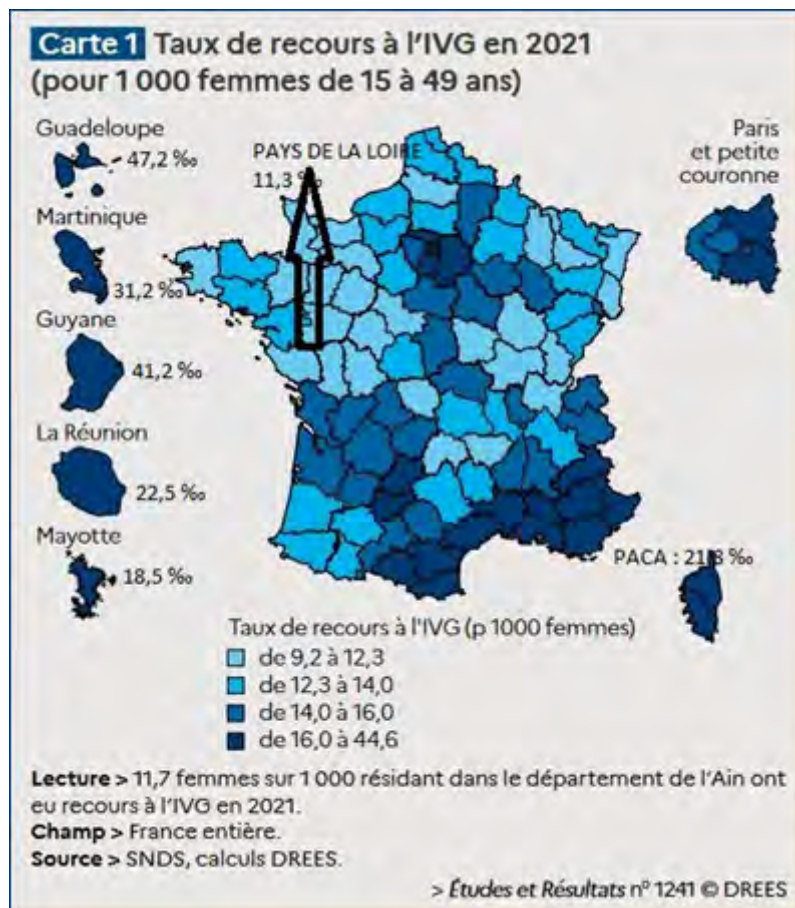 Carte 1 Taux de recours à l'IVG en 2021
(pour 1 000 femmes de 15 à 49 ans)
Guadeloupe
47,2 ‰
Martinique
31,2 ‰
Guyane
41,2 ‰
La Réunion
22,5 ‰
Mayotte
18,5 ‰
PAYS DE LA LOIRE
11,3 ‰
Paris
et petite
couronne
PACA : 21,8 ‰
Taux de recours à l'IVG (p 1000 femmes)
de 9,2 à 12,3
de 12,3 à 14,0
de 14,0 à 16,0
de 16,0 à 44,6
Lecture > 11,7 femmes sur 1 000 résidant dans le département de l'Ain ont
eu recours à l'IVG en 2021.
Champ > France entière.
Source > SNDS, calculs DREES.
> Études et Résultats n° 1241 © DREES